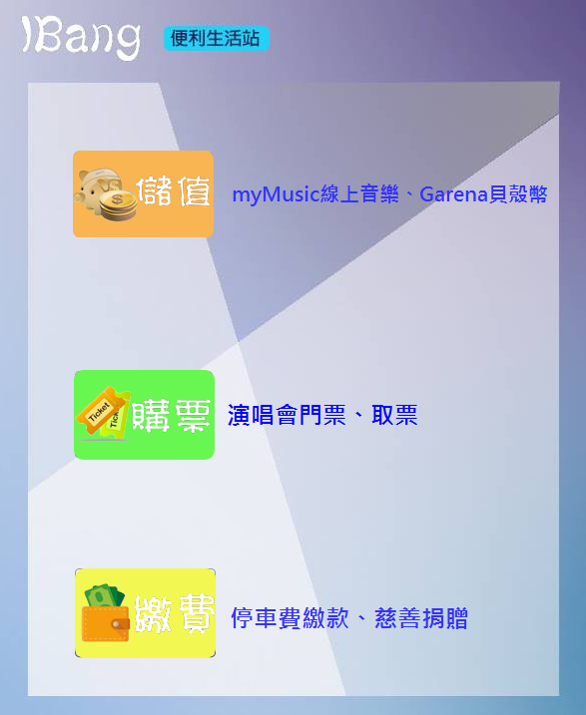 IBang 便利生活站
儲值 myMusic線上音樂、Garena貝殼幣
Ticket
購票 演唱會門票、取票
繳費 停車費繳款、慈善捐贈